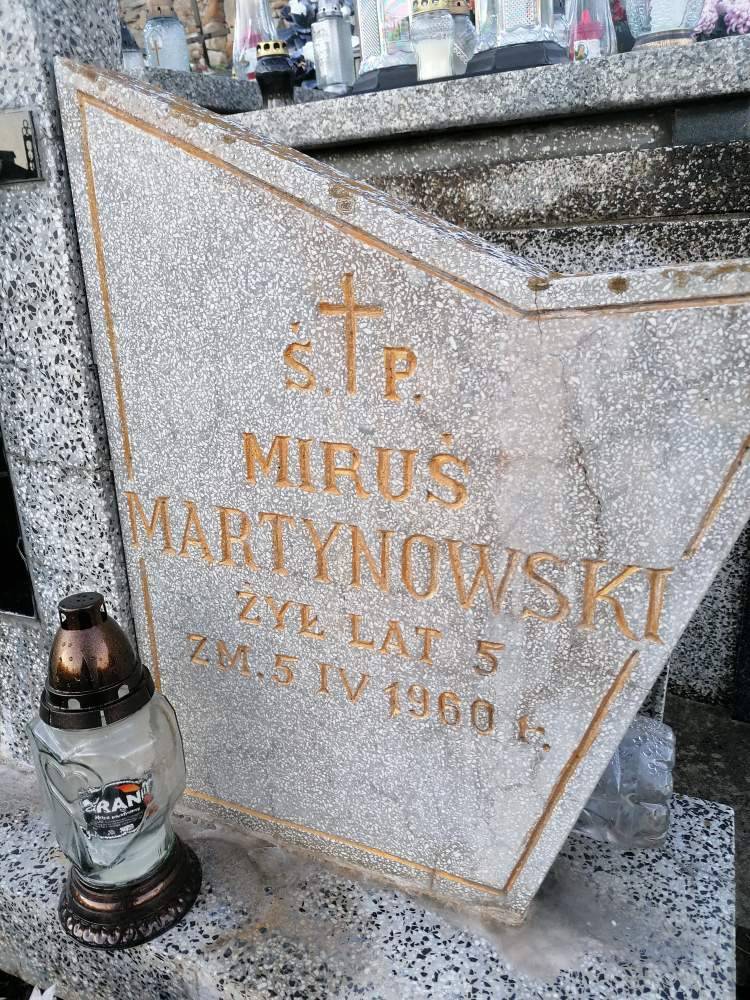 Ś. P.
MIRUŚ
MARTYNOWSKI
ŻYŁ LAT 5
ZM. 5 IV 1960 r.